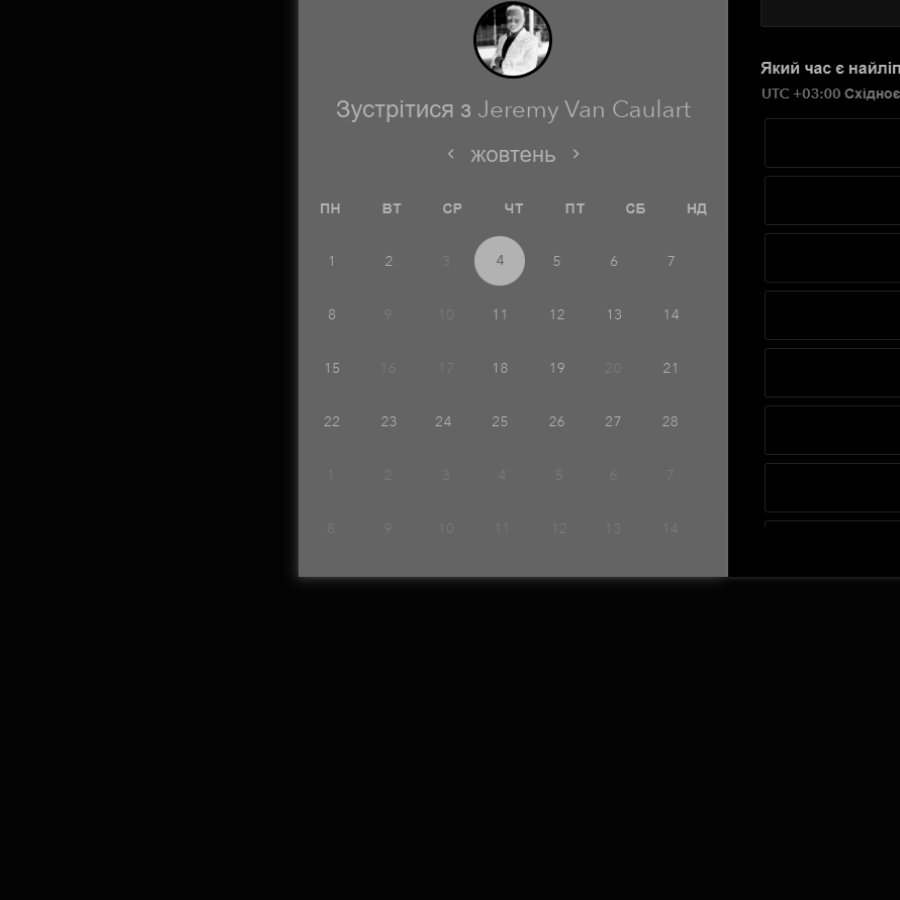 Зустрітися з Jeremy Van Caulart
< жовтень >
ПН ВТ СР ЧТ ПТ СБ НД
1 2 3 4 5 6 7
8 9 10 11 12 13 14
15 16 17 18 19 20 21
22 23 24 25 26 27 28
1 2 3 4 5 6 7
8 9 10 11 12 13 14
Який час є найліп
UTC +03:00 Східноє